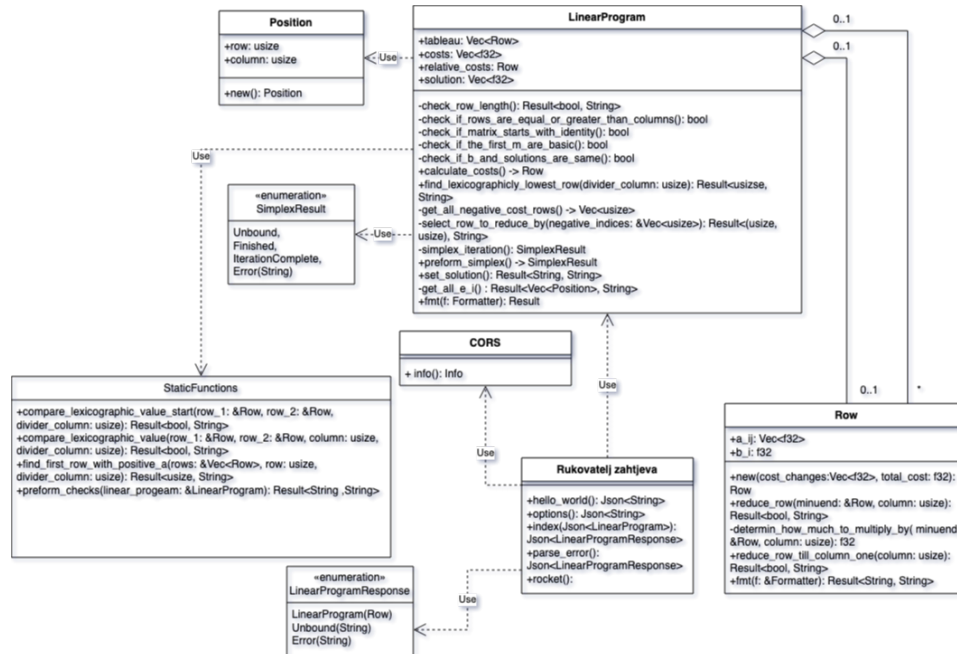 Position
+row: usize
+column: usize
+new(): Position
Use
LinearProgram
+tableau: Vec<Row>
+costs: Vec<f32>
+relative_costs: Row
+solution: Vec<f32>
-check_row_length(): Result<bool, String>
-check_if_rows_are_equal_or_greater_than_columns(): bool
-check_if_matrix_starts_with_identity(): bool
-check_if_the_first_m_are_basic(): bool
-check_if_b_and_solutions_are_same(): bool
+calculate_costs() -> Row
+find_lexicographicly_lowest_row(divider_column: usize): Result<usizse,
String>
-get_all_negative_cost_rows() -> Vec<usize>
-select_row_to_reduce_by(negative_indices: &Vec<usize>): Result<(usize,
usize), String>
-simplex_iteration(): SimplexResult
+preform_simplex() -> SimplexResult
+set_solution(): Result<String, String>
-get_all_e_i() : Result<Vec<Position>, String>
+fmt(f: Formatter): Result
0..1
0..1
Use
«enumeration»
SimplexResult
Unbound,
Finished,
IterationComplete,
Error(String)
Use
CORS
+ info(): Info
Use
Use
StaticFunctions
+compare_lexicographic_value_start(row_1: &Row, row_2: &Row,
divider_column: usize): Result<bool, String>
+compare_lexicographic_value(row_1: &Row, row_2: &Row, column: usize,
divider_column: usize): Result<bool, String>
+find_first_row_with_positive_a(rows: &Vec<Row>, row: usize,
divider_column: usize): Result<usize, String>
+preform_checks(linear_progeam: &LinearProgram): Result<String ,String>
0..1
*
Row
+a_ij: Vec<f32>
+b_i: f32
+new(cost_changes:Vec<f32>, total_cost: f32):
Row
+reduce_row(minuend: &Row, column: usize):
Result<bool, String>
-determin_how_much_to_multiply_by( minuend
&Row, column: usize): f32
+reduce_row_till_column_one(column: usize):
Result<bool, String>
+fmt(f: &Formatter): Result<String, String>
Rukovatelj zahtjeva
+hello_world(): Json<String>
+options(): Json<String>
+index(Json<LinearProgram>):
Json<LinearProgramResponse>
+parse_error():
Json<LinearProgramResponse>
+rocket():
Use
«enumeration»
LinearProgramResponse
LinearProgram(Row)
Unbound(String)
Error(String)